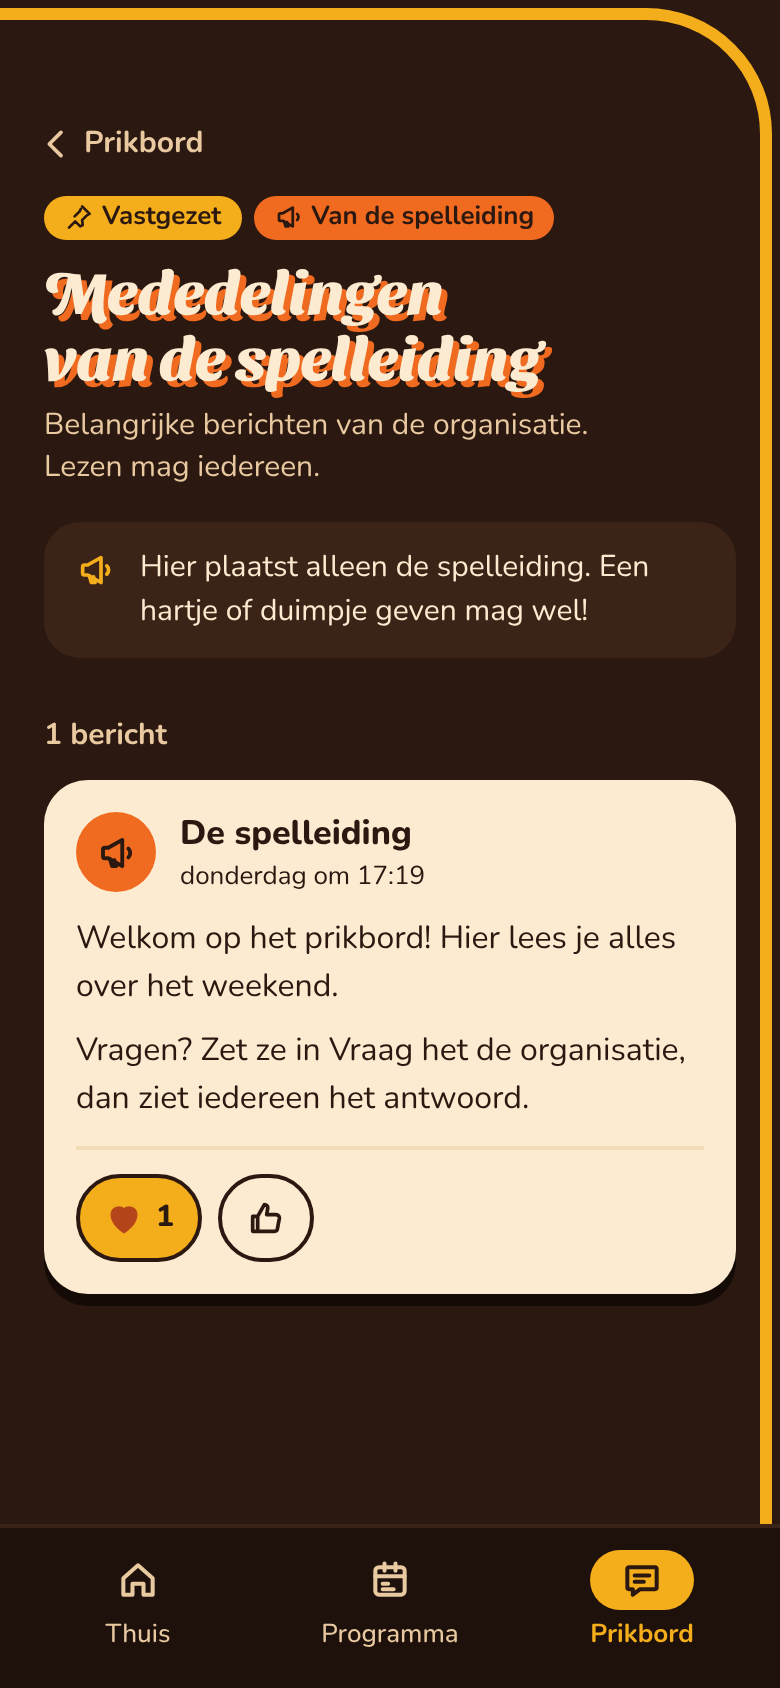 Prikbord
Vastgezet
Van de spelleiding
Mededelingen
van de spelleiding
Belangrijke berichten van de organisatie.
Lezen mag iedereen.
Hier plaatst alleen de spelleiding. Een
hartje of duimpje geven mag wel!
1 bericht
De spelleiding
donderdag om 17:19
Welkom op het prikbord! Hier lees je alles
over het weekend.
Vragen? Zet ze in Vraag het de organisatie,
dan ziet iedereen het antwoord.
1
Thuis
Programma
Prikbord